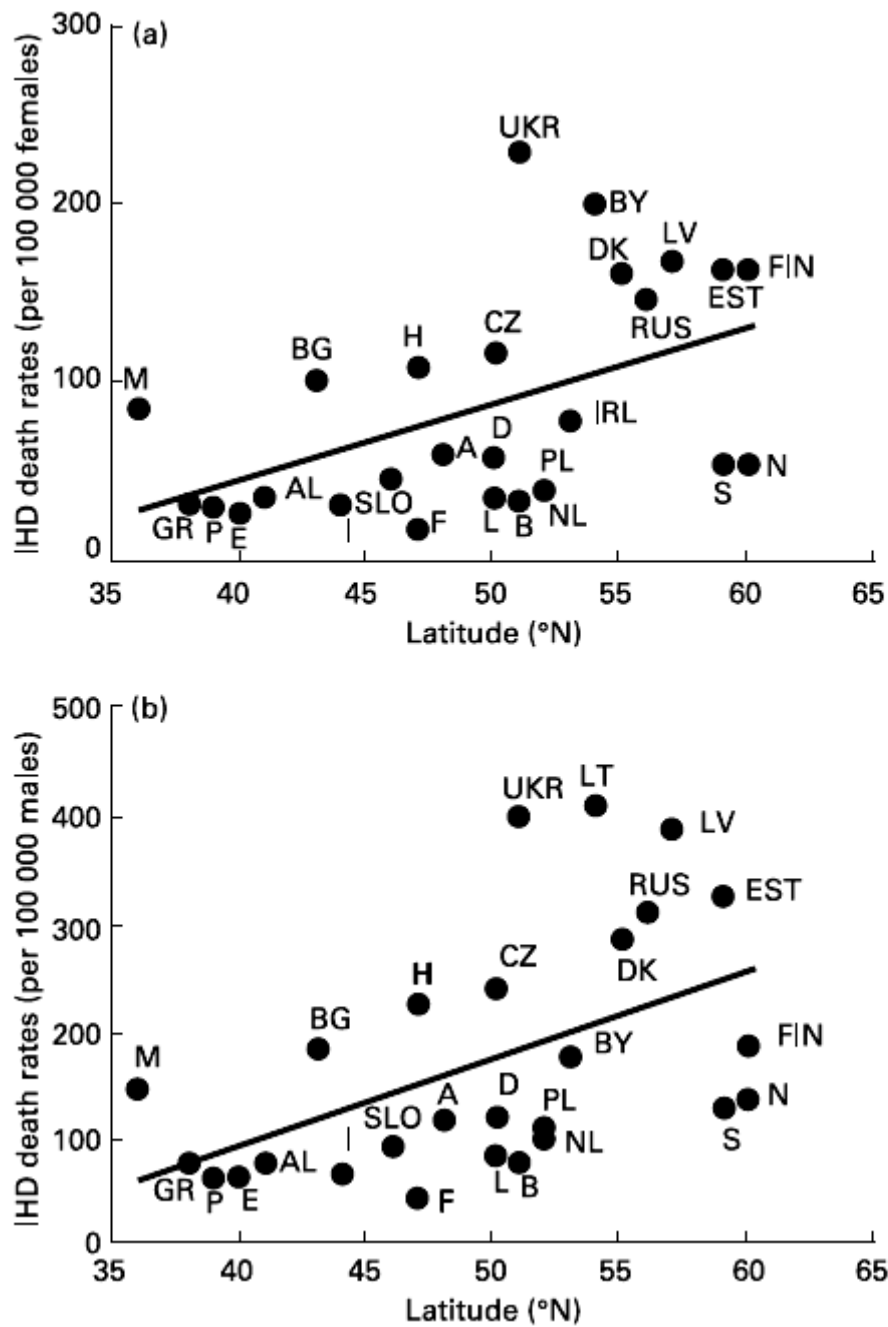 (a)
IHD death rates (per 100 000 females)
300
200
100
0
UKR
BY
LV
DK
FIN
EST
RUS
CZ
H
BG
M
IRL
D
A
PL
AL
SLO
N
S
GR
P
E
I
F
L
B
NL
35 40 45 50 55 60 65
Latitude (°N)
(b)
IHD death rates (per 100 000 males)
500
400
300
200
100
0
LT
UKR
LV
RUS
EST
CZ
DK
H
BG
BY
FIN
M
D
N
A
PL
SLO
I
NL
S
AL
GR
P
E
L
B
F
35 40 45 50 55 60 65
Latitude (°N)